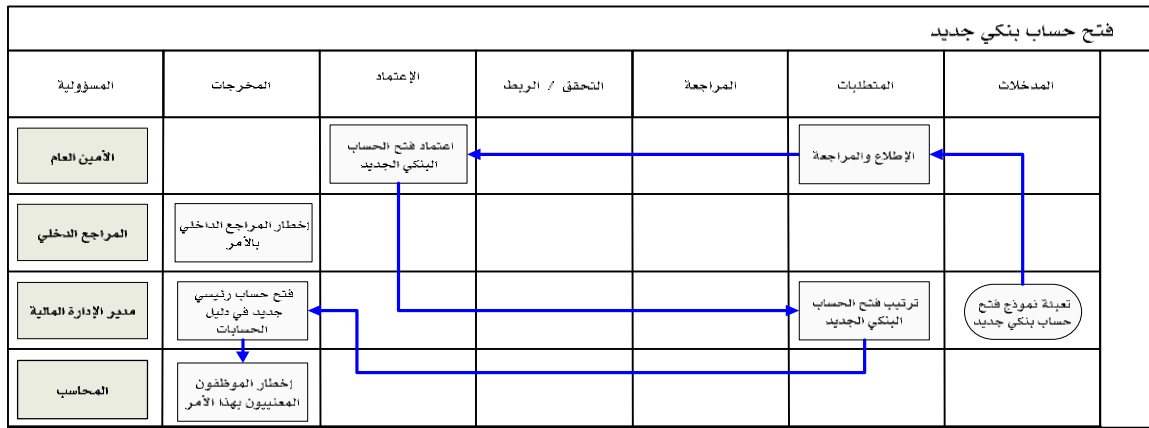 فتح حساب بنكي جديد
المدخلات
المتطلبات
المراجعة
التحقق / الربط
الإعتماد
المخرجات
المسؤولية
الإطلاع والمراجعة
اعتماد فتح الحساب
البنكي الجديد
الأمين العام
إخطار المراجع الداخلي
بالأمر
المراجع الدخلي
تعبئة نموذج فتح
حساب بنكي جديد
ترتيب فتح الحساب
البنكي الجديد
فتح حساب رئيسي
جديد في دليل
الحسابات
مدير الإدارة المالية
إخطار الموظفون
المعنييون بهذا الأمر
المحاسب